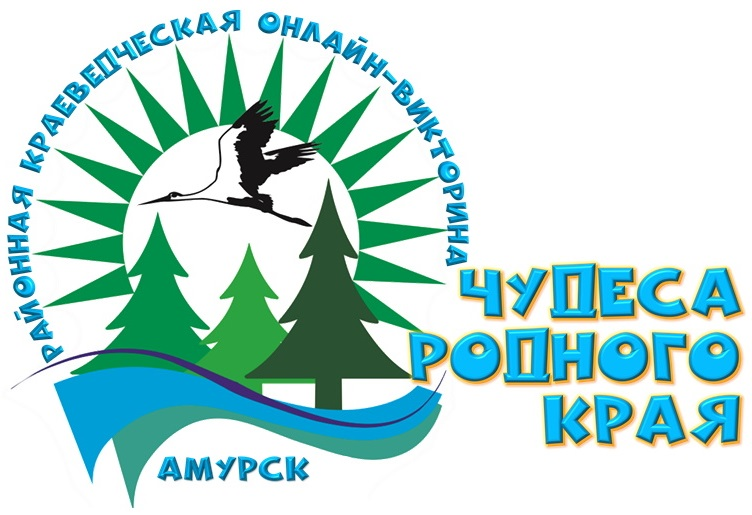 РАЙОННАЯ КРАЕВЕДЧЕСКАЯ ОНЛАЙН-ВИКТОРИНА
ЧУДЕСА
РОДНОГО
КРАЯ
АМУРСК